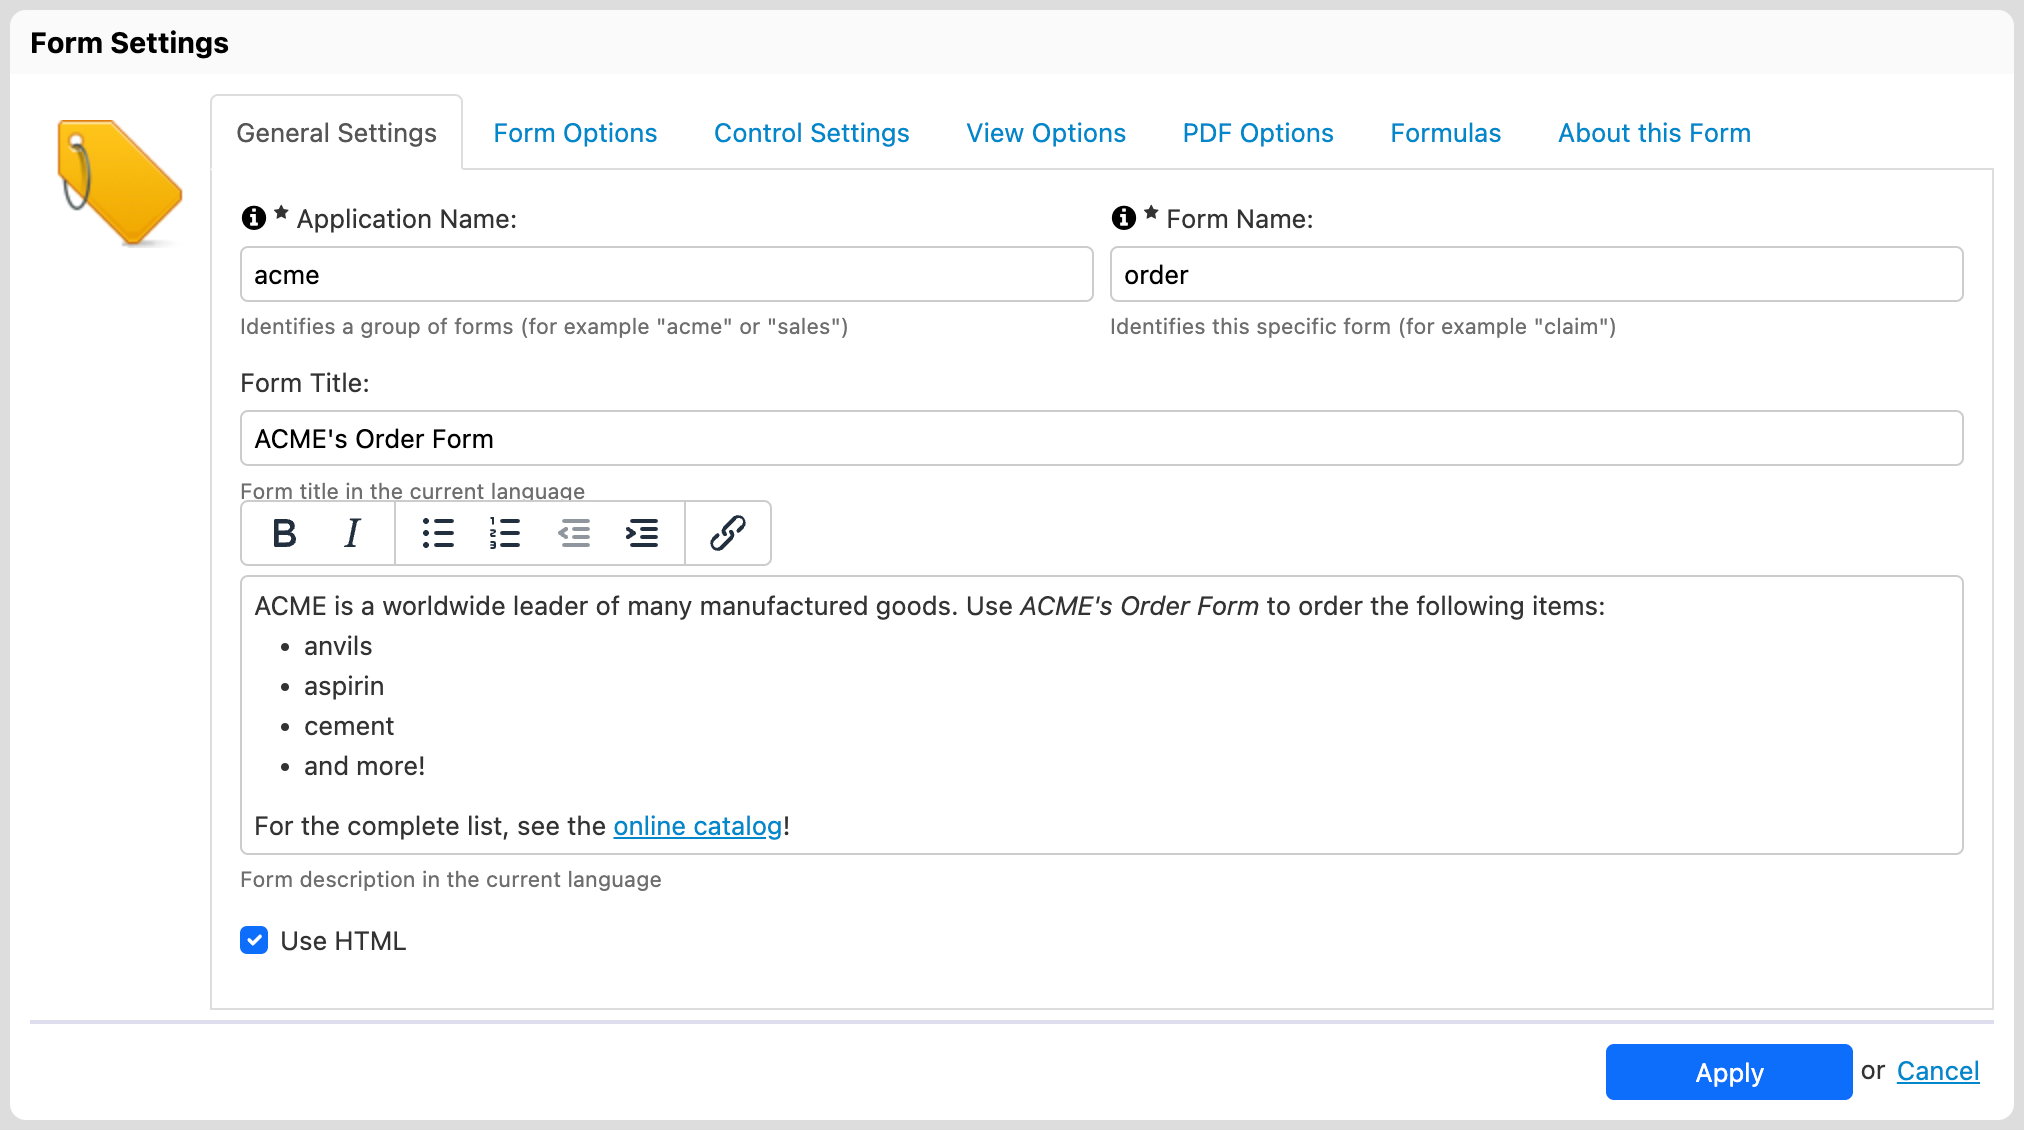 Form Settings
General Settings Form Options Control Settings View Options PDF Options Formulas About this Form
* Application Name: * Form Name:
acme order
Identifies a group of forms (for example "acme" or "sales") Identifies this specific form (for example "claim")
Form Title:
ACME's Order Form
Form title in the current language
B I
ACME is a worldwide leader of many manufactured goods. Use ACME's Order Form to order the following items:
• anvils
• aspirin
• cement
• and more!
For the complete list, see the online catalog!
Form description in the current language
Use HTML
Apply or Cancel